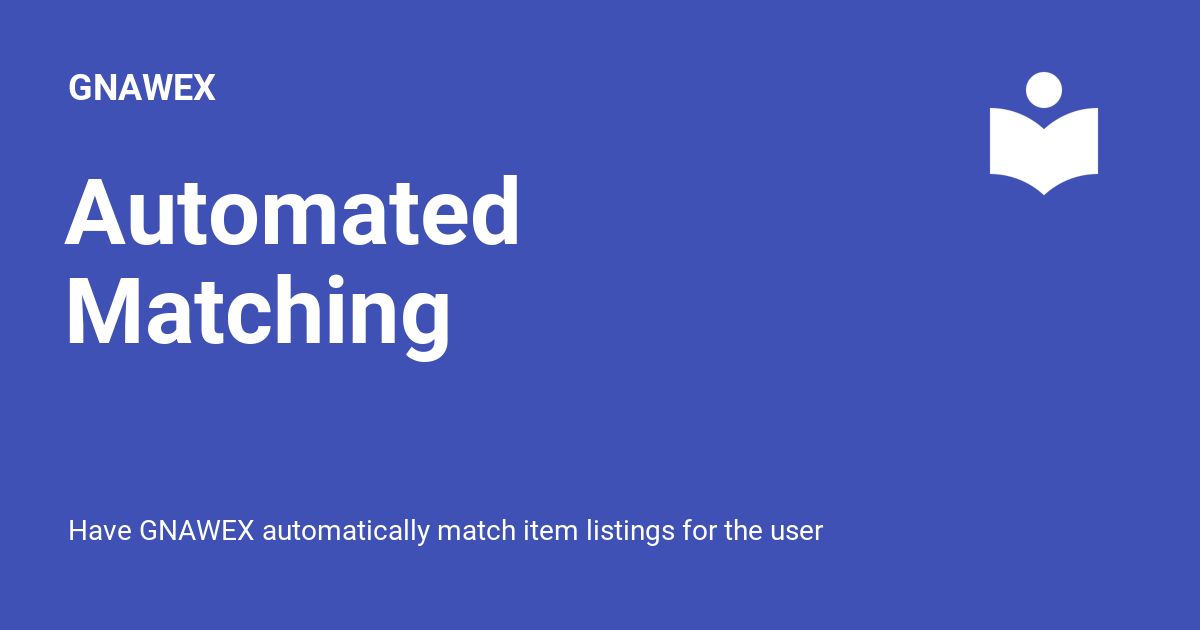 GNAWEX
Automated
Matching
Have GNAWEX automatically match item listings for the user